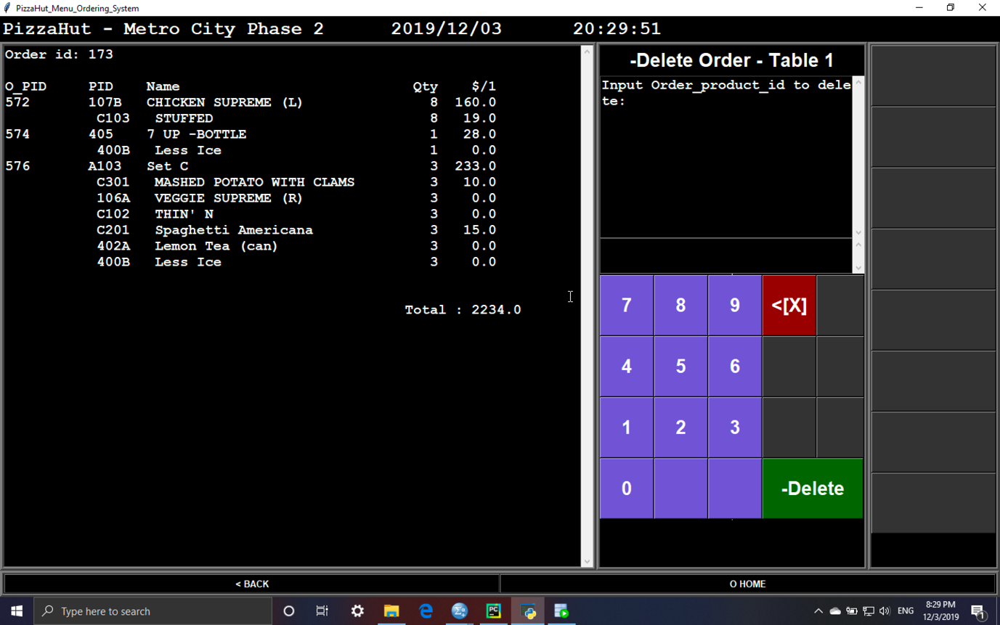 PizzaHut_Menu_Ordering_System
PizzaHut - Metro City Phase 2 2019/12/03 20:29:51
Order id: 173
O_PID PID Name Qty $/1
572 107B CHICKEN SUPREME (L) 8 160.0
C103 STUFFED 8 19.0
574 405 7 UP -BOTTLE 1 28.0
400B Less Ice 1 0.0
576 A103 Set C 3 233.0
C301 MASHED POTATO WITH CLAMS 3 10.0
106A VEGGIE SUPREME (R) 3 0.0
C102 THIN' N 3 0.0
C201 Spaghetti Americana 3 15.0
402A Lemon Tea (can) 3 0.0
400B Less Ice 3 0.0
Total : 2234.0
-Delete Order - Table 1
Input Order_product_id to dele
te:
7 8 9 <[X]
4 5 6
1 2 3
0 -Delete
< BACK O HOME
Type here to search
PC
ENG
8:29 PM
12/3/2019
1